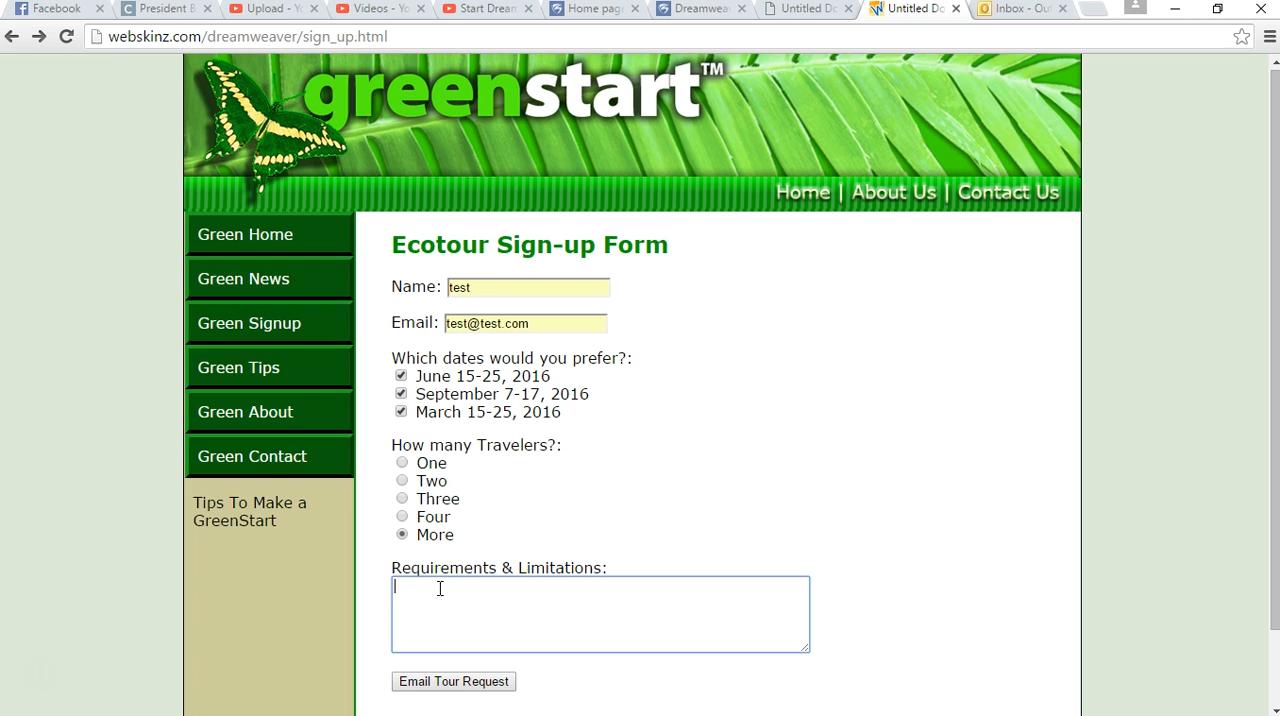 Facebook
President B
Upload - Yo
Videos - Yo
Start Drean
Home page
Dreamweav
Untitled Do
Untitled Do
Inbox - Out
webskinz.com/dreamweaver/sign_up.html
greenstart™
Home | About Us | Contact Us
Green Home
Green News
Green Signup
Green Tips
Green About
Green Contact
Tips To Make a
GreenStart
Ecotour Sign-up Form
Name: test
Email: test@test.com
Which dates would you prefer?:
June 15-25, 2016
September 7-17, 2016
March 15-25, 2016
How many Travelers?:
One
Two
Three
Four
More
Requirements & Limitations:
Email Tour Request